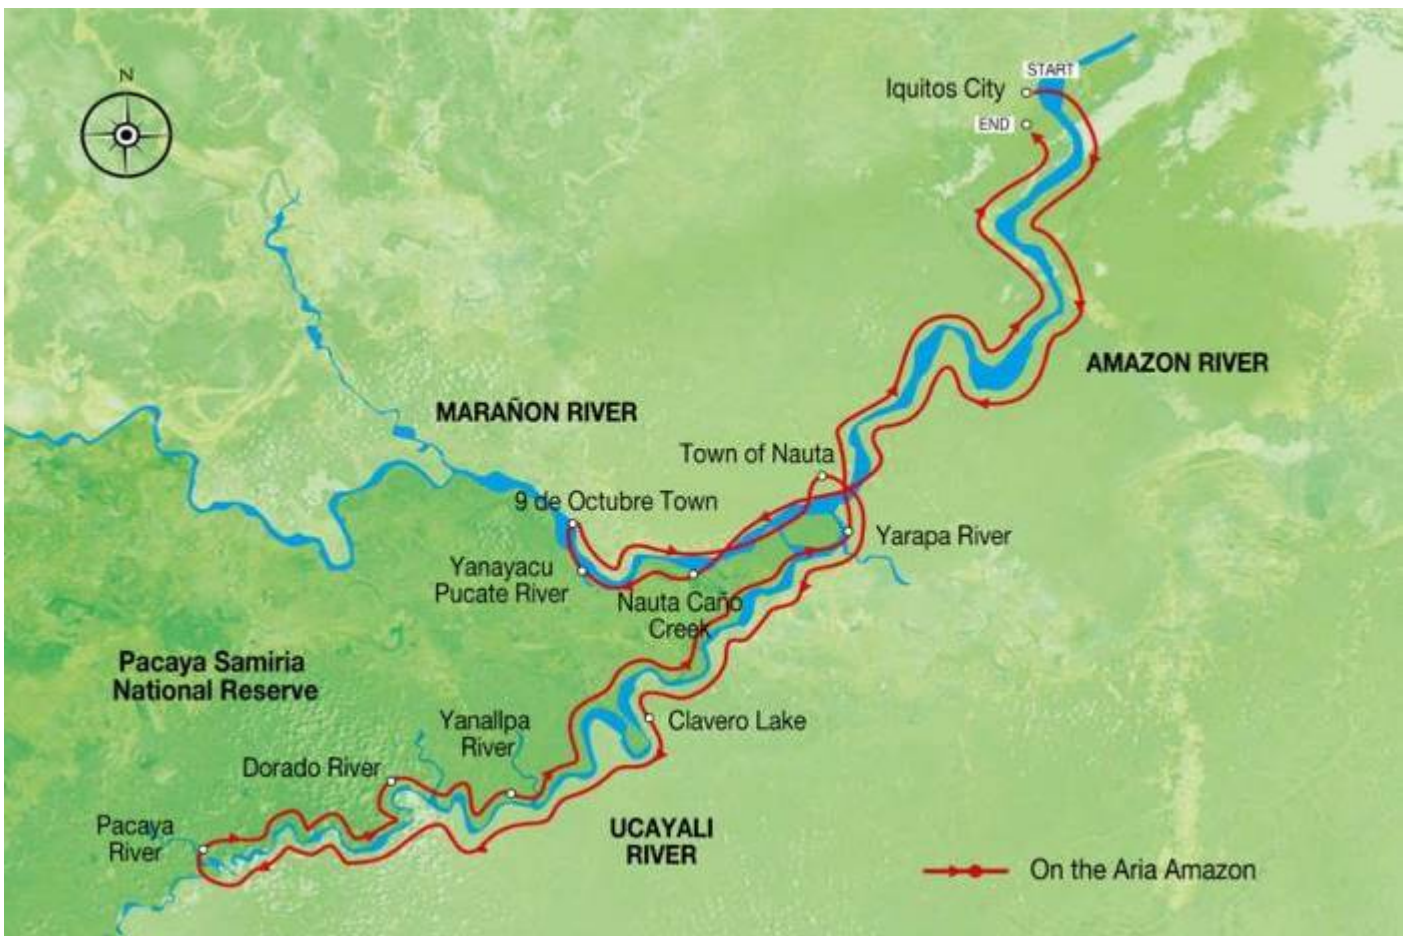 N
START
Iquitos City
END
AMAZON RIVER
MARAÑON RIVER
Town of Nauta
9 de Octubre Town
Yarapa River
Yanayacu
Pucate River
Nauta Caño
Creek
Pacaya Samiria
National Reserve
Yanallpa
River
Clavero Lake
Dorado River
Pacaya
River
UCAYALI
RIVER
On the Aria Amazon